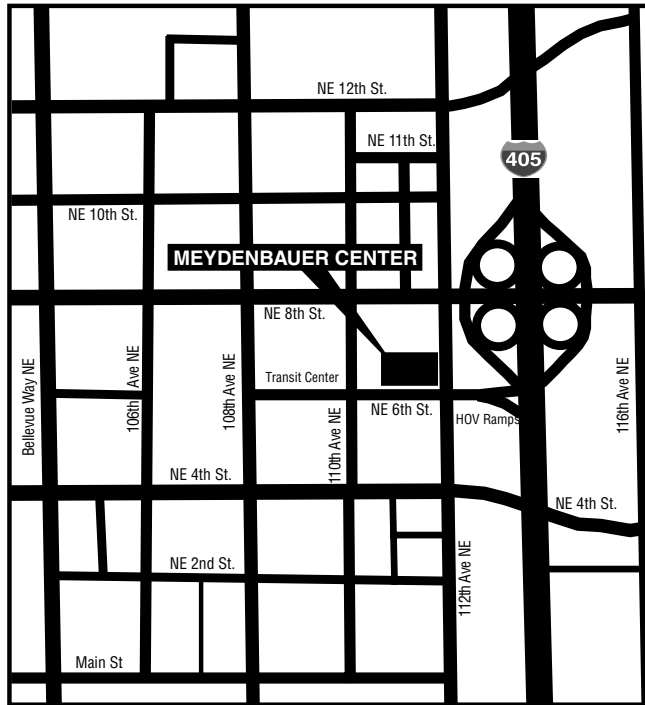 NE 12th St.
NE 11th St.
405
NE 10th St.
MEYDENBAUER CENTER
NE 8th St.
Bellevue Way NE
106th Ave NE
108th Ave NE
Transit Center
110th Ave NE
NE 6th St.
HOV Ramps
116th Ave NE
NE 4th St.
NE 4th St.
NE 2nd St.
112th Ave NE
Main St